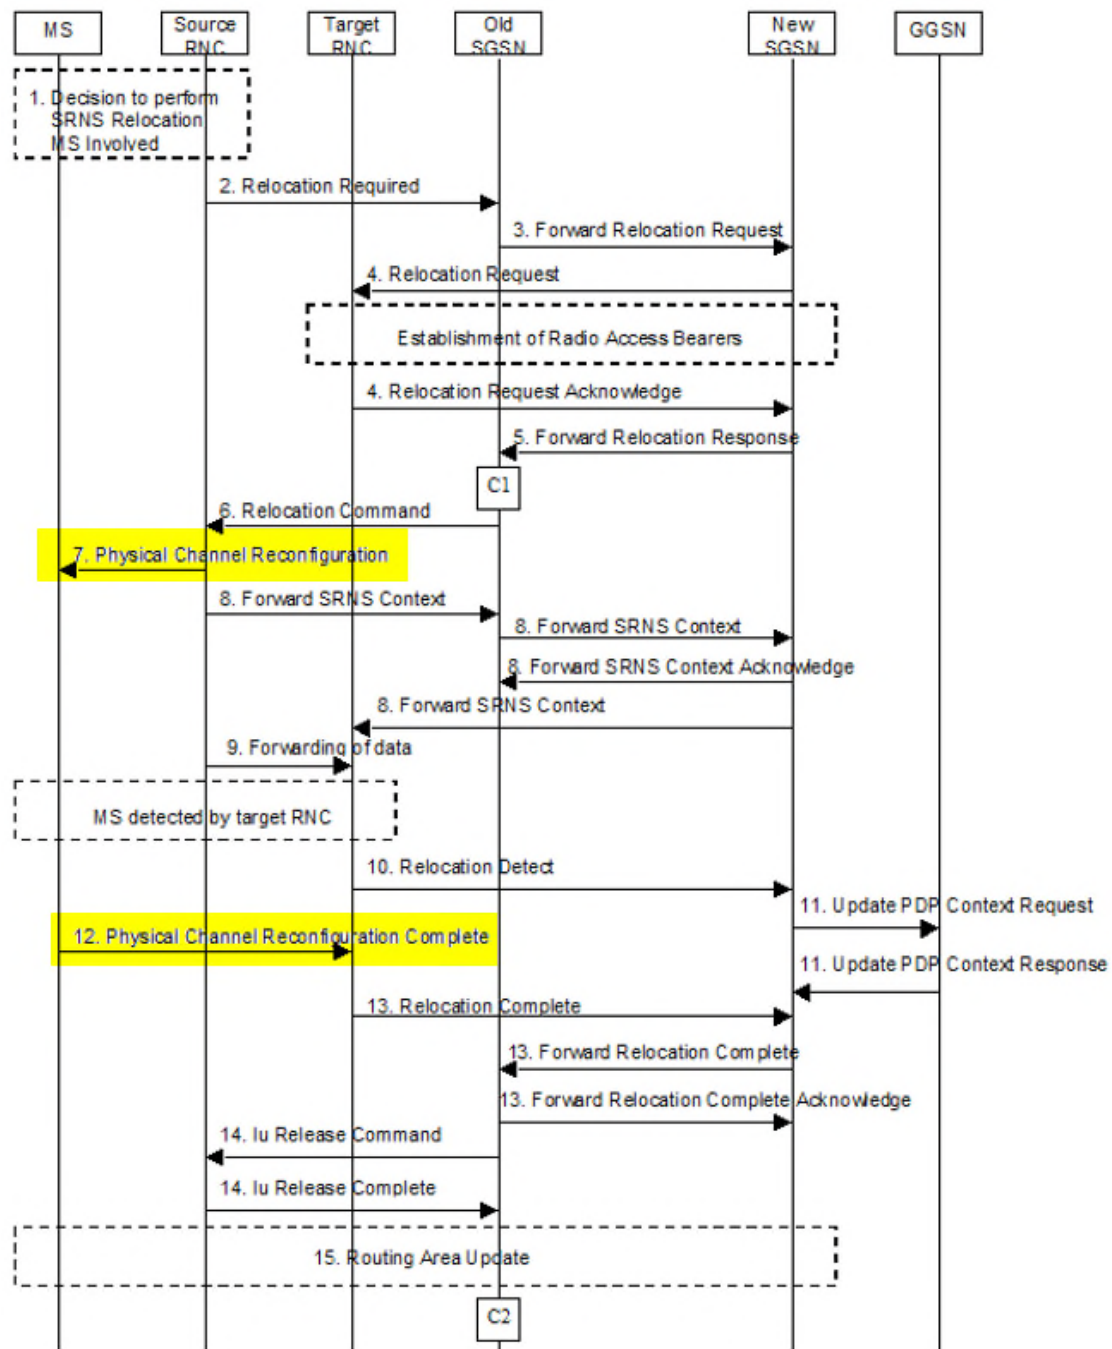 MS
Source
RNC
Target
RNC
Old
SGSN
New
SGSN
GGSN
1. Decision to perform
SRNS Relocation
MS Involved
2. Relocation Required
3. Forward Relocation Request
4. Relocation Request
Establishment of Radio Access Bearers
4. Relocation Request Acknowledge
5. Forward Relocation Response
C1
6. Relocation Command
7. Physical Channel Reconfiguration
8. Forward SRNS Context
8. Forward SRNS Context
8. Forward SRNS Context Acknowledge
8. Forward SRNS Context
9. Forwarding of data
MS detected by target RNC
10. Relocation Detect
11. Update PDP Context Request
12. Physical Channel Reconfiguration Complete
11. Update PDP Context Response
13. Relocation Complete
13. Forward Relocation Complete
13. Forward Relocation Complete Acknowledge
14. Iu Release Command
14. Iu Release Complete
15. Routing Area Update
C2